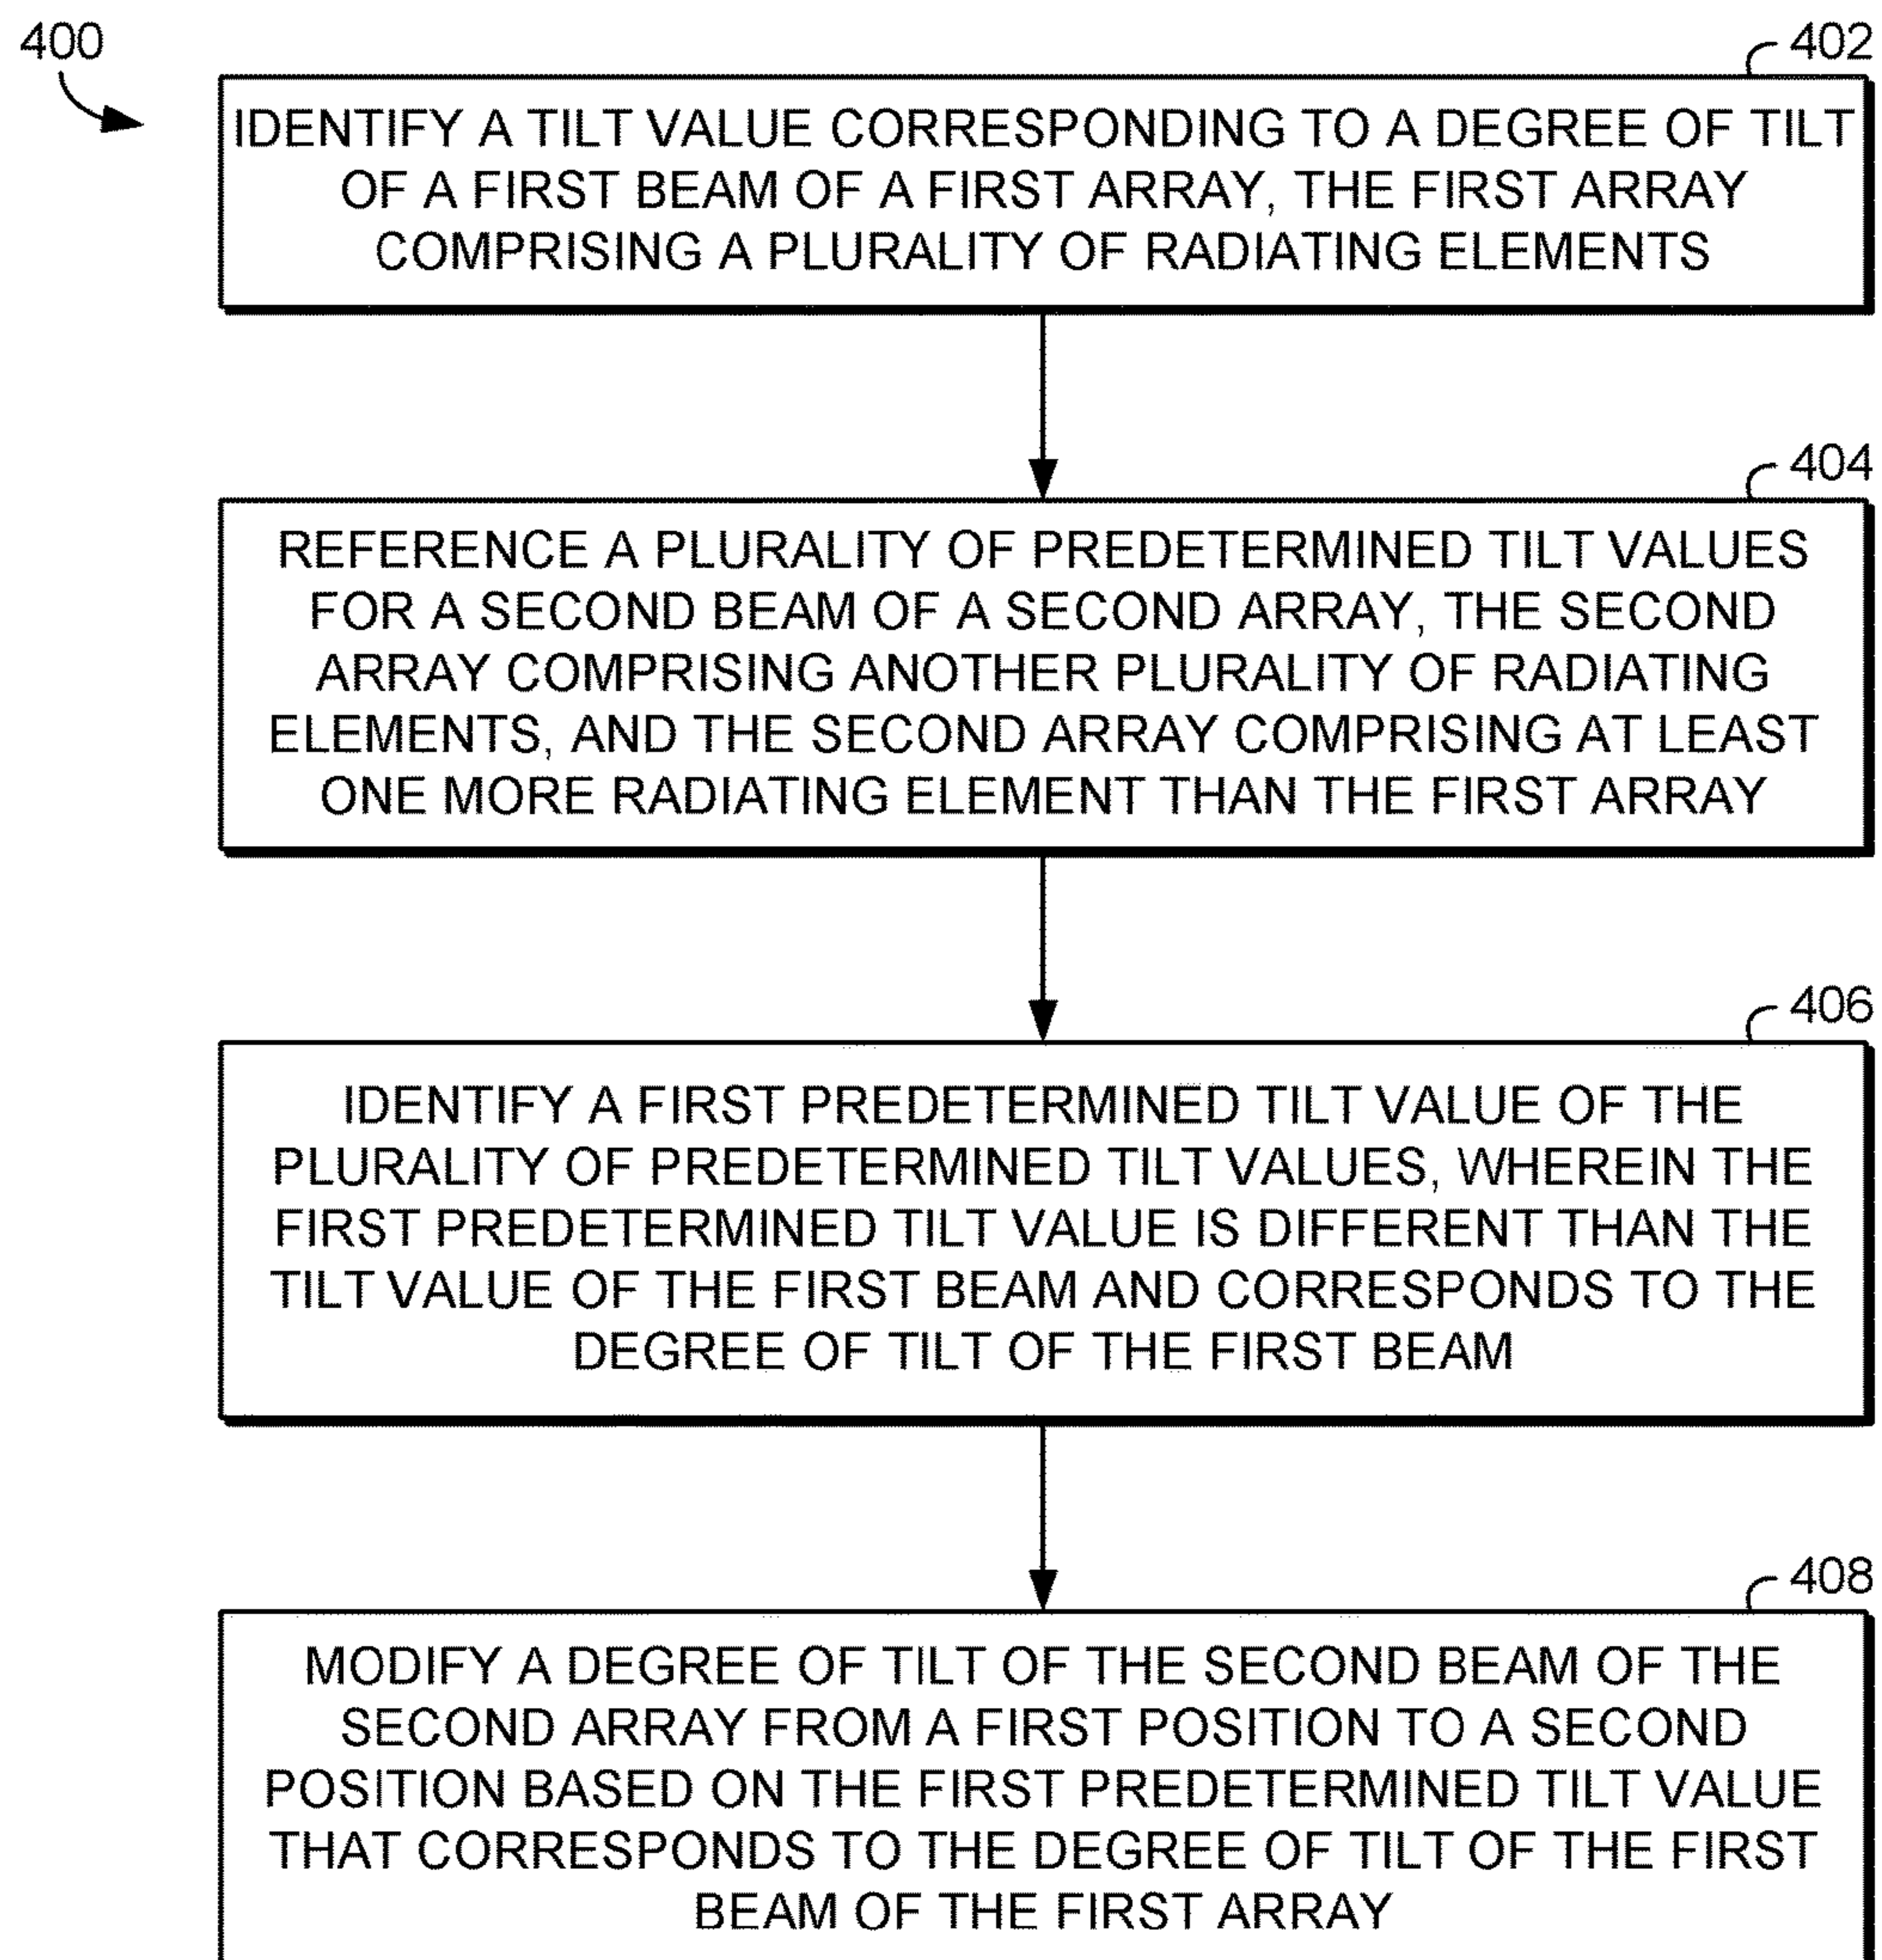 400
402
IDENTIFY A TILT VALUE CORRESPONDING TO A DEGREE OF TILT
OF A FIRST BEAM OF A FIRST ARRAY, THE FIRST ARRAY
COMPRISING A PLURALITY OF RADIATING ELEMENTS
404
REFERENCE A PLURALITY OF PREDETERMINED TILT VALUES
FOR A SECOND BEAM OF A SECOND ARRAY, THE SECOND
ARRAY COMPRISING ANOTHER PLURALITY OF RADIATING
ELEMENTS, AND THE SECOND ARRAY COMPRISING AT LEAST
ONE MORE RADIATING ELEMENT THAN THE FIRST ARRAY
406
IDENTIFY A FIRST PREDETERMINED TILT VALUE OF THE
PLURALITY OF PREDETERMINED TILT VALUES, WHEREIN THE
FIRST PREDETERMINED TILT VALUE IS DIFFERENT THAN THE
TILT VALUE OF THE FIRST BEAM AND CORRESPONDS TO THE
DEGREE OF TILT OF THE FIRST BEAM
408
MODIFY A DEGREE OF TILT OF THE SECOND BEAM OF THE
SECOND ARRAY FROM A FIRST POSITION TO A SECOND
POSITION BASED ON THE FIRST PREDETERMINED TILT VALUE
THAT CORRESPONDS TO THE DEGREE OF TILT OF THE FIRST
BEAM OF THE FIRST ARRAY